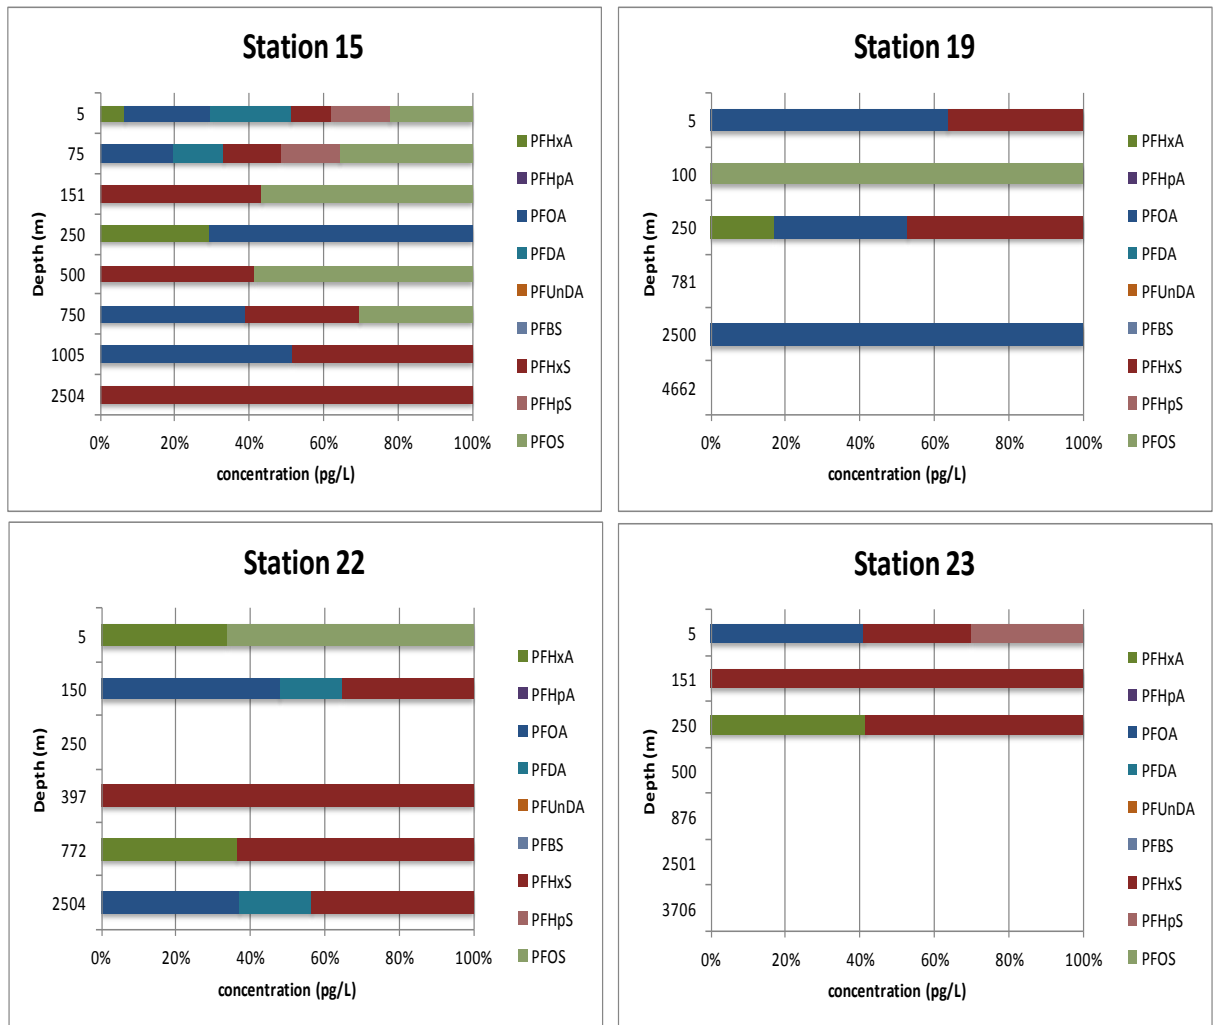 Station 15
Depth (m)
5
75
151
250
500
750
1005
2504
0% 20% 40% 60% 80% 100%
concentration (pg/L)
PFHxA
PFHpA
PFOA
PFDA
PFUnDA
PFBS
PFHxS
PFHpS
PFOS
Station 19
Depth (m)
5
100
250
781
2500
4662
0% 20% 40% 60% 80% 100%
concentration (pg/L)
PFHxA
PFHpA
PFOA
PFDA
PFUnDA
PFBS
PFHxS
PFHpS
PFOS
Station 22
Depth (m)
5
150
250
397
772
2504
0% 20% 40% 60% 80% 100%
concentration (pg/L)
PFHxA
PFHpA
PFOA
PFDA
PFUnDA
PFBS
PFHxS
PFHpS
PFOS
Station 23
Depth (m)
5
151
250
500
876
2501
3706
0% 20% 40% 60% 80% 100%
concentration (pg/L)
PFHxA
PFHpA
PFOA
PFDA
PFUnDA
PFBS
PFHxS
PFHpS
PFOS